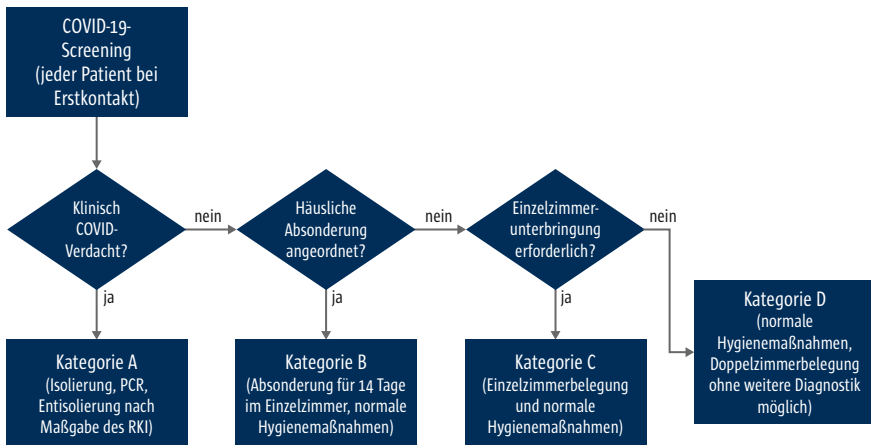 COVID-19-
Screening
(jeder Patient bei
Erstkontakt)
Klinisch
COVID-
Verdacht?
nein
Häusliche
Absonderung
angeordnet?
nein
Einzelzimmer-
unterbringung
erforderlich?
nein
ja
ja
ja
Kategorie A
(Isolierung, PCR,
Entisolierung nach
Maßgabe des RKI)
Kategorie B
(Absonderung für 14 Tage
im Einzelzimmer, normale
Hygienemaßnahmen)
Kategorie C
(Einzelzimmerbelegung
und normale
Hygienemaßnahmen)
Kategorie D
(normale
Hygienemaßnahmen,
Doppelzimmerbelegung
ohne weitere Diagnostik
möglich)